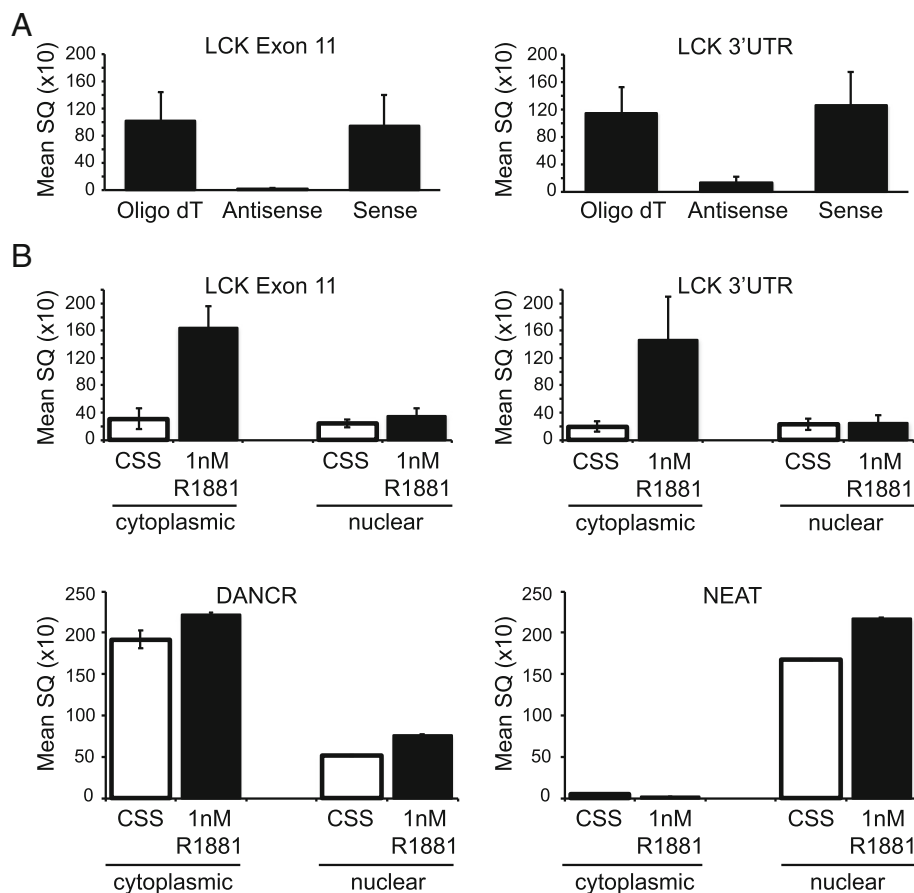 A
LCK Exon 11
Mean SQ (x10)
200
160
120
80
40
0
Oligo dT Antisense Sense
LCK 3'UTR
Mean SQ (x10)
200
160
120
80
40
0
Oligo dT Antisense Sense
B
LCK Exon 11
Mean SQ (x10)
200
160
120
80
40
0
CSS 1nM CSS 1nM
R1881 R1881
cytoplasmic nuclear
LCK 3'UTR
Mean SQ (x10)
200
160
120
80
40
0
CSS 1nM CSS 1nM
R1881 R1881
cytoplasmic nuclear
DANCR
Mean SQ (x10)
250
200
150
100
50
0
CSS 1nM CSS 1nM
R1881 R1881
cytoplasmic nuclear
NEAT
Mean SQ (x10)
250
200
150
100
50
0
CSS 1nM CSS 1nM
R1881 R1881
cytoplasmic nuclear